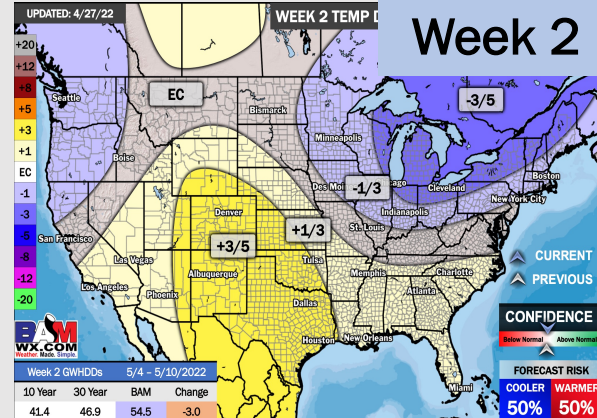 UPDATED: 4/27/22
WEEK 2 TEMP D
Week 2
+20
+12
+8
+5
+3
+1
EC
-1
-3
-5
-8
-12
-20
EC
-3/5
-1/3
+1/3
+3/5
Seattle
Bismarck
Minneapolis
Boise
Des Moi
cago
Cleveland
Boston
New York City
Indianapolis
San Francisco
Denver
St. Louis
Las Vegas
Tulsa
Los Angeles
Albuquerque
Memphis
Charlotte
Phoenix
Atlanta
Dallas
Houston
New Orleans
Miami
CURRENT
PREVIOUS
CONFIDENCE
Below Normal
Above Normal
FORECAST RISK
COOLER
WARMER
50%
50%
BAM
WX.COM
Weather. Made. Simple.
Week 2 GWHDDs
5/4 – 5/10/2022
10 Year
30 Year
BAM
Change
41.4
46.9
54.5
-3.0